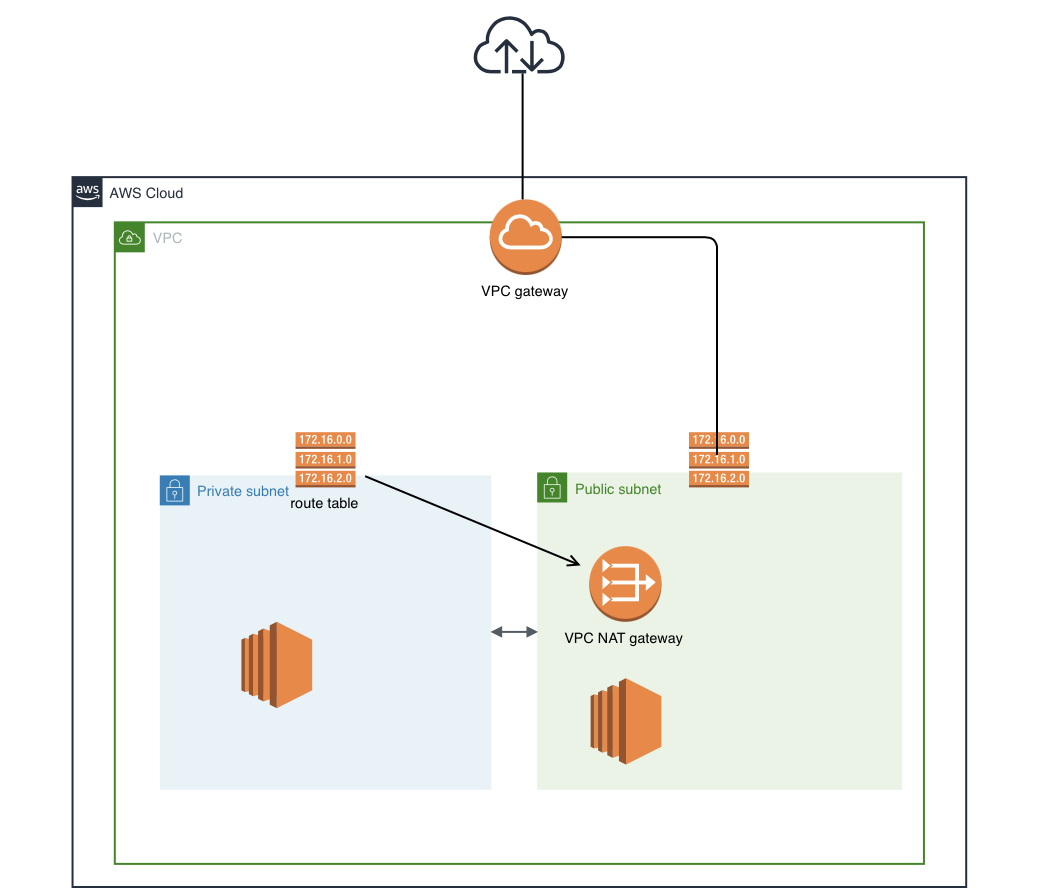 aws
AWS Cloud
VPC
VPC gateway
172.16.0.0
172.16.1.0
172.16.2.0
route table
172.16.0.0
172.16.1.0
172.16.2.0
Private subnet
Public subnet
VPC NAT gateway